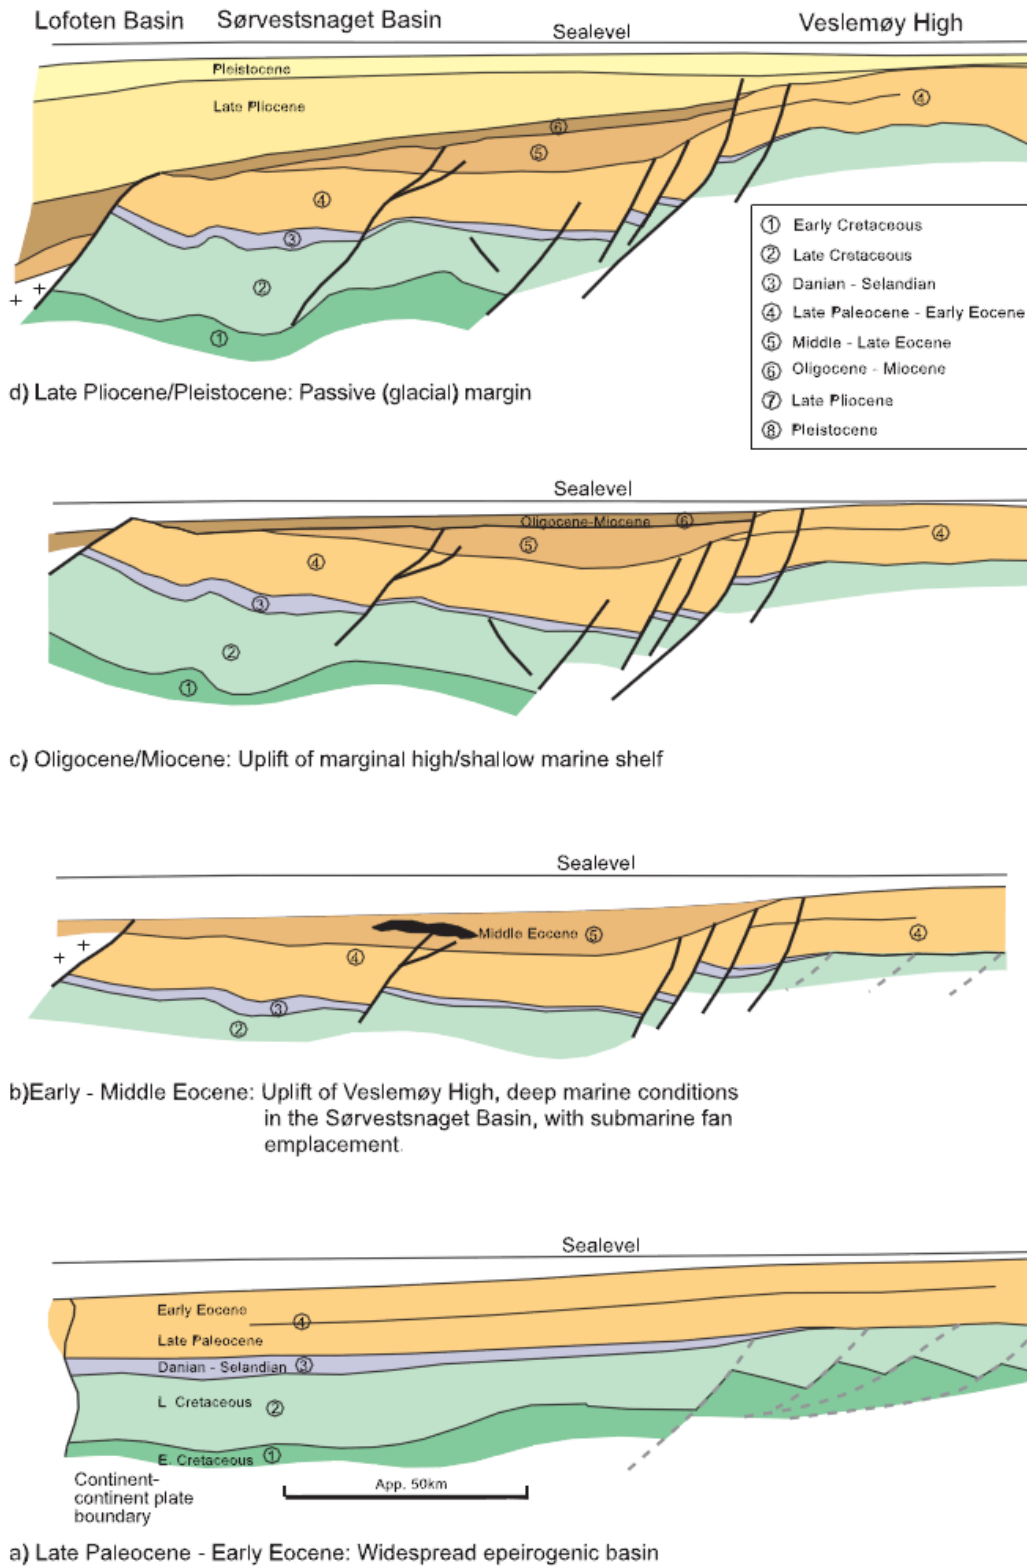 Lofoten Basin Sørvestsnaget Basin Veslemøy High
Sealevel
Pleistocene
Late Pliocene
④
⑥
⑤
④
③
②
①
+ +
① Early Cretaceous
② Late Cretaceous
③ Danian - Selandian
④ Late Paleocene - Early Eocene
⑤ Middle - Late Eocene
⑥ Oligocene - Miocene
⑦ Late Pliocene
⑧ Pleistocene
d) Late Pliocene/Pleistocene: Passive (glacial) margin
Sealevel
Oligocene-Miocene ⑥
⑤
④
④
③
②
①
c) Oligocene/Miocene: Uplift of marginal high/shallow marine shelf
Sealevel
Middle Eocene ⑤
④
+ +
④
③
②
b)Early - Middle Eocene: Uplift of Veslemøy High, deep marine conditions
in the Sørvestsnaget Basin, with submarine fan
emplacement.
Sealevel
Early Eocene
④
Late Paleocene
Danian - Selandian ③
L. Cretaceous ②
E. Cretaceous ①
Continent-
continent plate
boundary
App. 50km
a) Late Paleocene - Early Eocene: Widespread epeirogenic basin